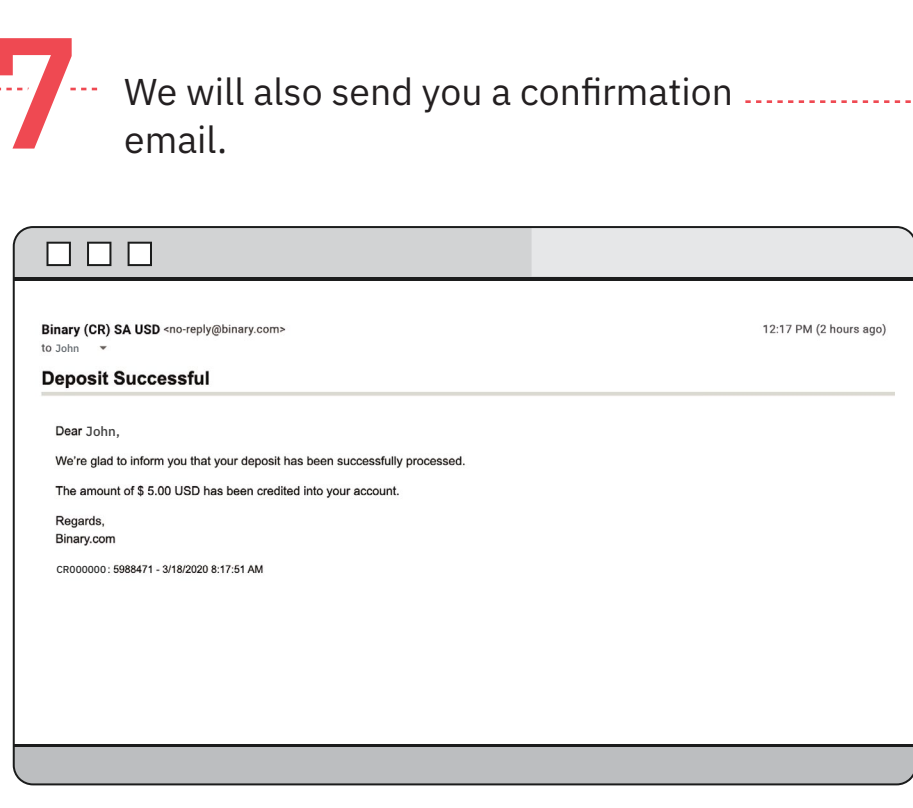 7
We will also send you a confirmation
email.
Binary (CR) SA USD <no-reply@binary.com> 12:17 PM (2 hours ago)
to John
Deposit Successful
Dear John,
We're glad to inform you that your deposit has been successfully processed.
The amount of $ 5.00 USD has been credited into your account.
Regards,
Binary.com
CR000000: 5988471 - 3/18/2020 8:17:51 AM